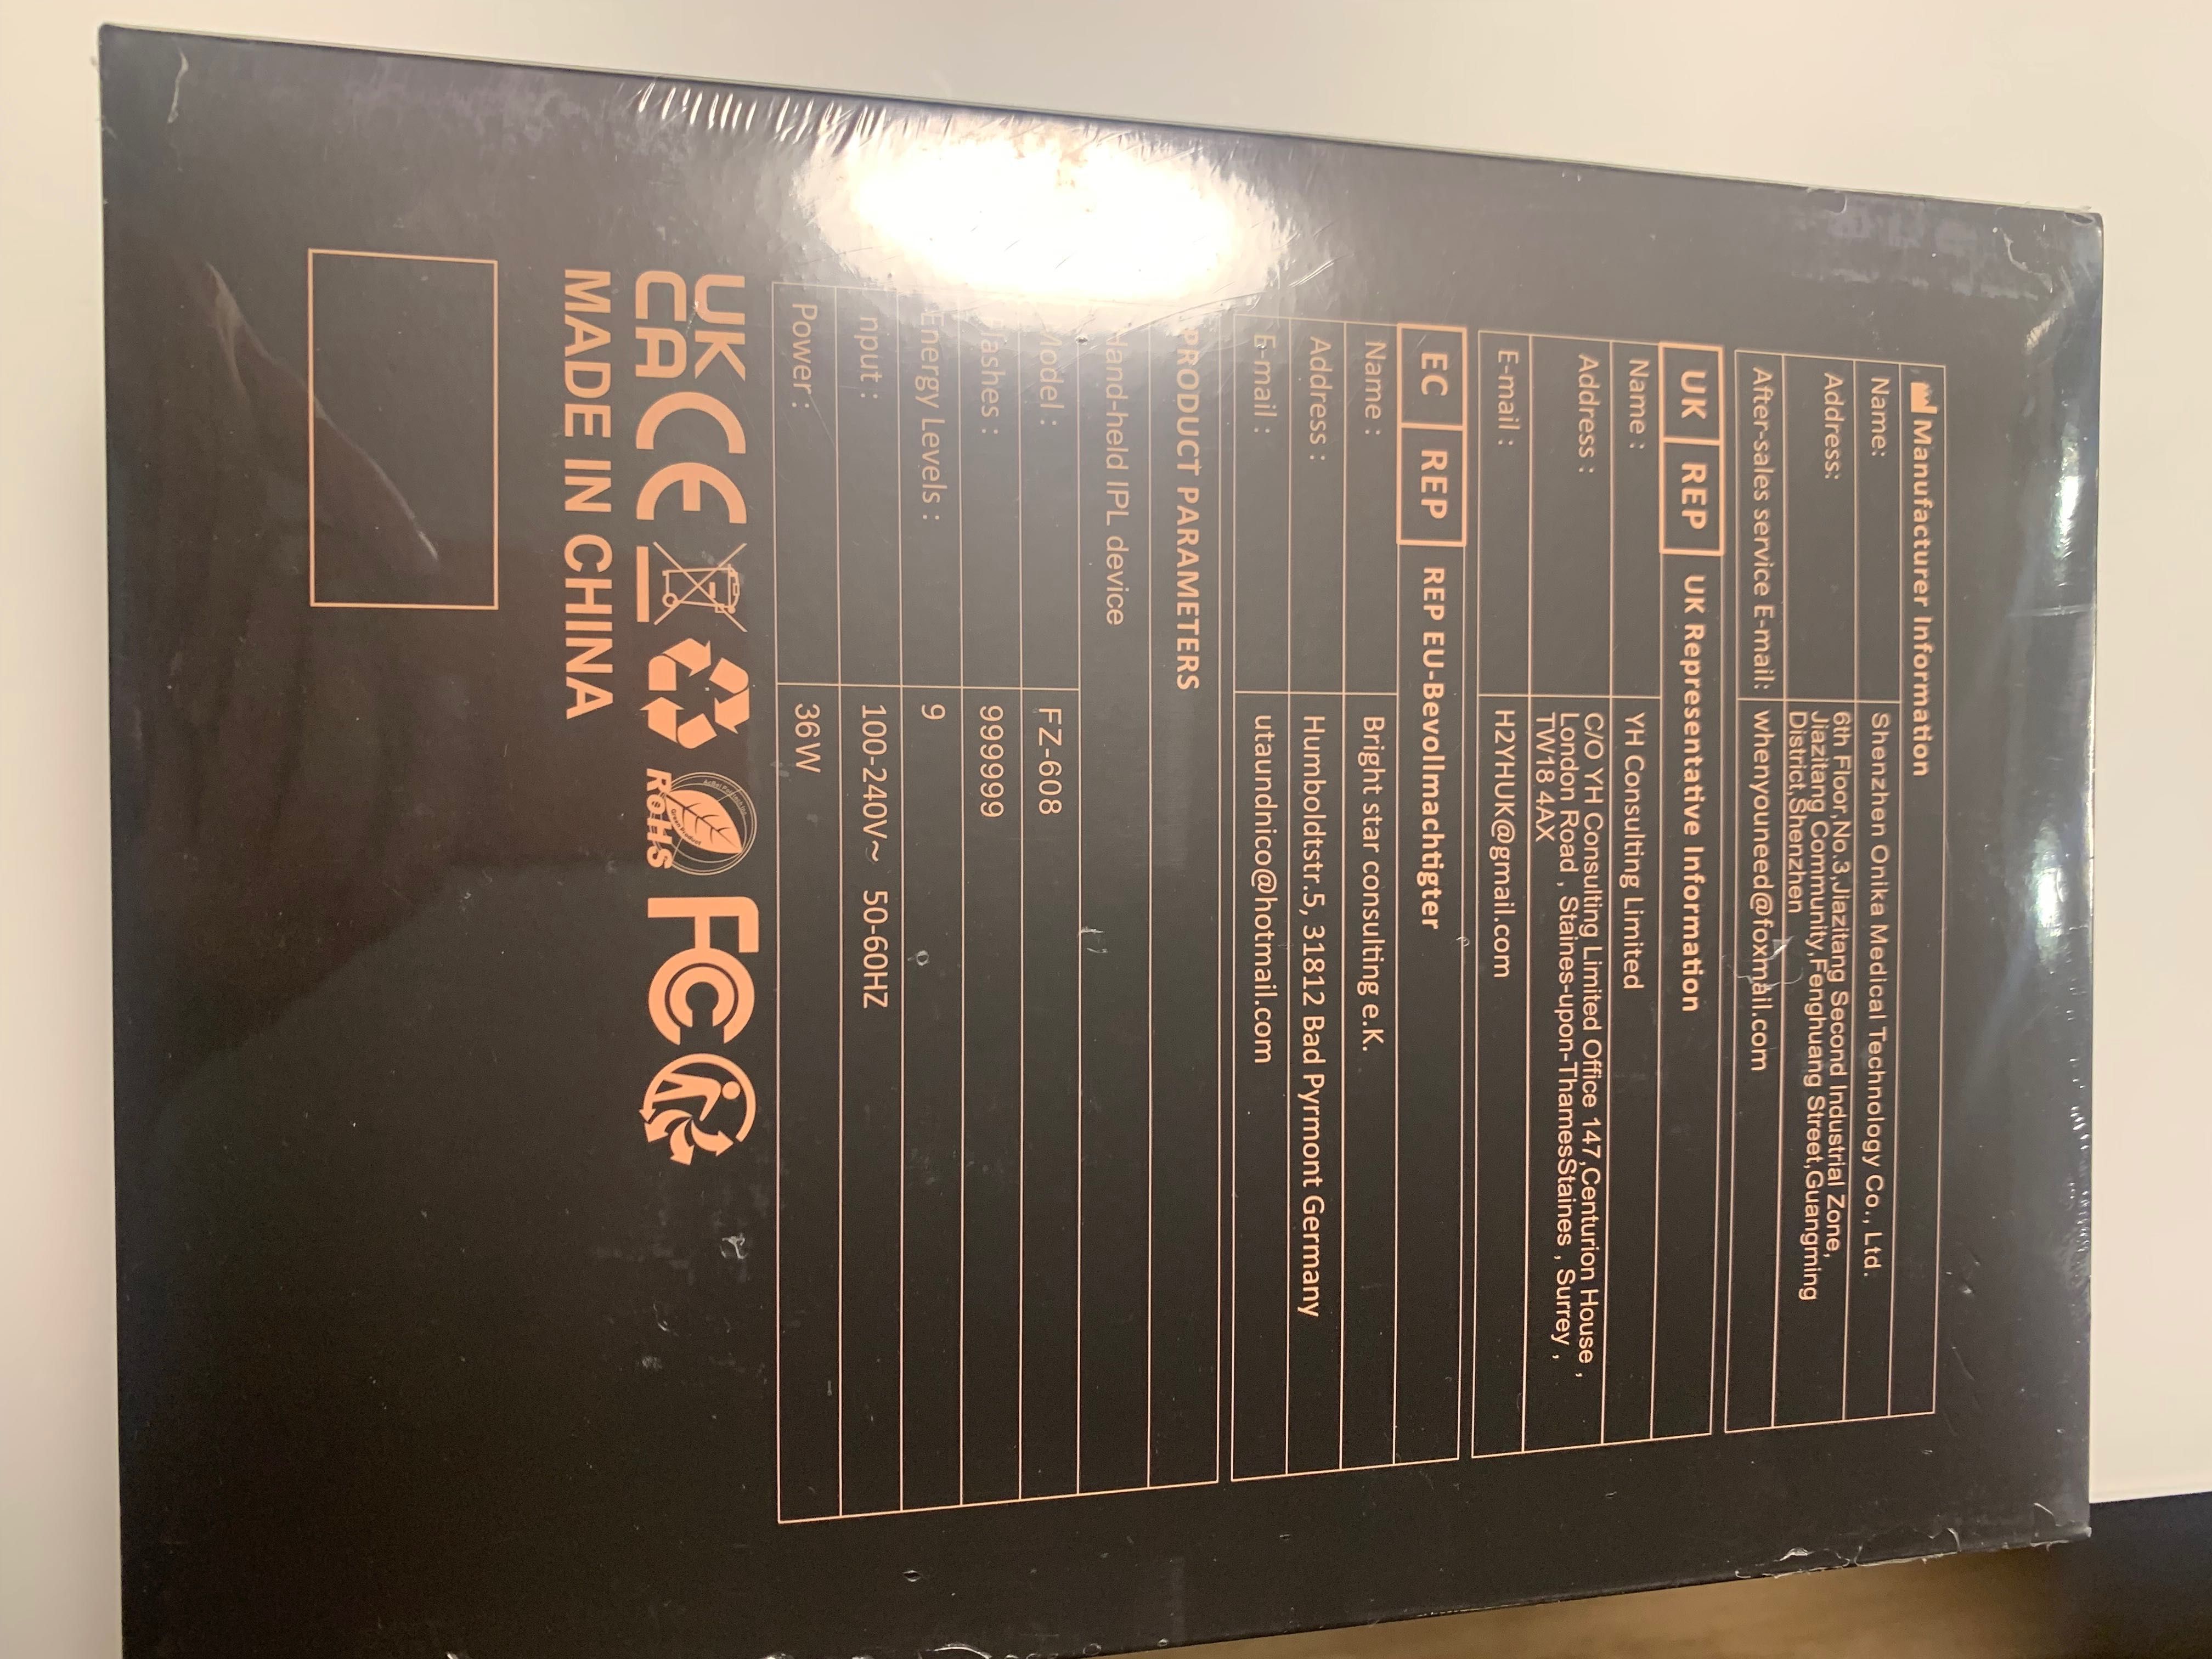 Manufacturer Information
Name: Shenzhen Onika Medical Technology Co., Ltd.
Address: 6th Floor,No.3,Jiazitang Second Industrial Zone,
Jiazitang Community,Fenghuang Street,Guangming
District,Shenzhen
After-sales service E-mail: whenyouneed@foxmail.com
UK REP UK Representative Information
Name : YH Consulting Limited
Address : C/O YH Consulting Limited Office 147,Centurion House ,
London Road , Staines-upon-ThamesStaines , Surrey ,
TW18 4AX
E-mail : H2YHUK@gmail.com
EC REP REP EU-Bevollmachtigter
Name : Bright star consulting e.K.
Address : Humboldtstr.5, 31812 Bad Pyrmont Germany
E-mail : utaundnico@hotmail.com
PRODUCT PARAMETERS
Hand-held IPL device
Model : FZ-608
Flashes : 999999
Energy Levels : 9
Input : 100-240V~ 50-60HZ
Power : 36W
UK
CA CE RoHS FC
MADE IN CHINA